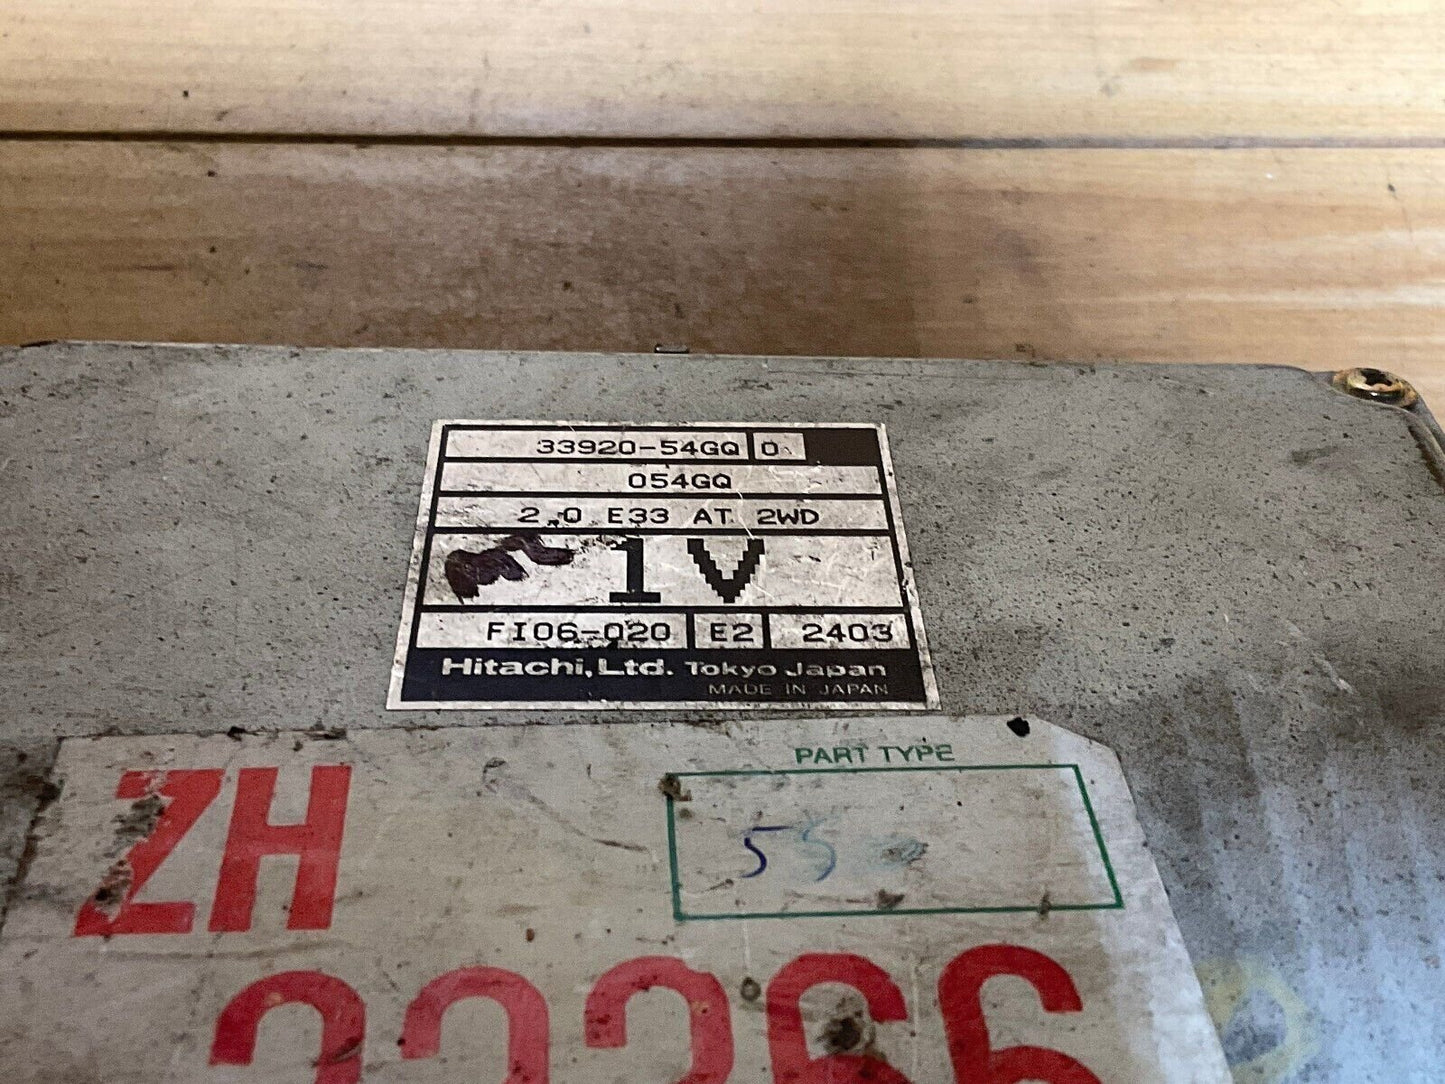 33920-54GQ 0
054GQ
2.0 E33 AT 2WD
1V
FI06-020 E2 2403
Hitachi, Ltd. Tokyo Japan
MADE IN JAPAN
PART TYPE
ZH
55